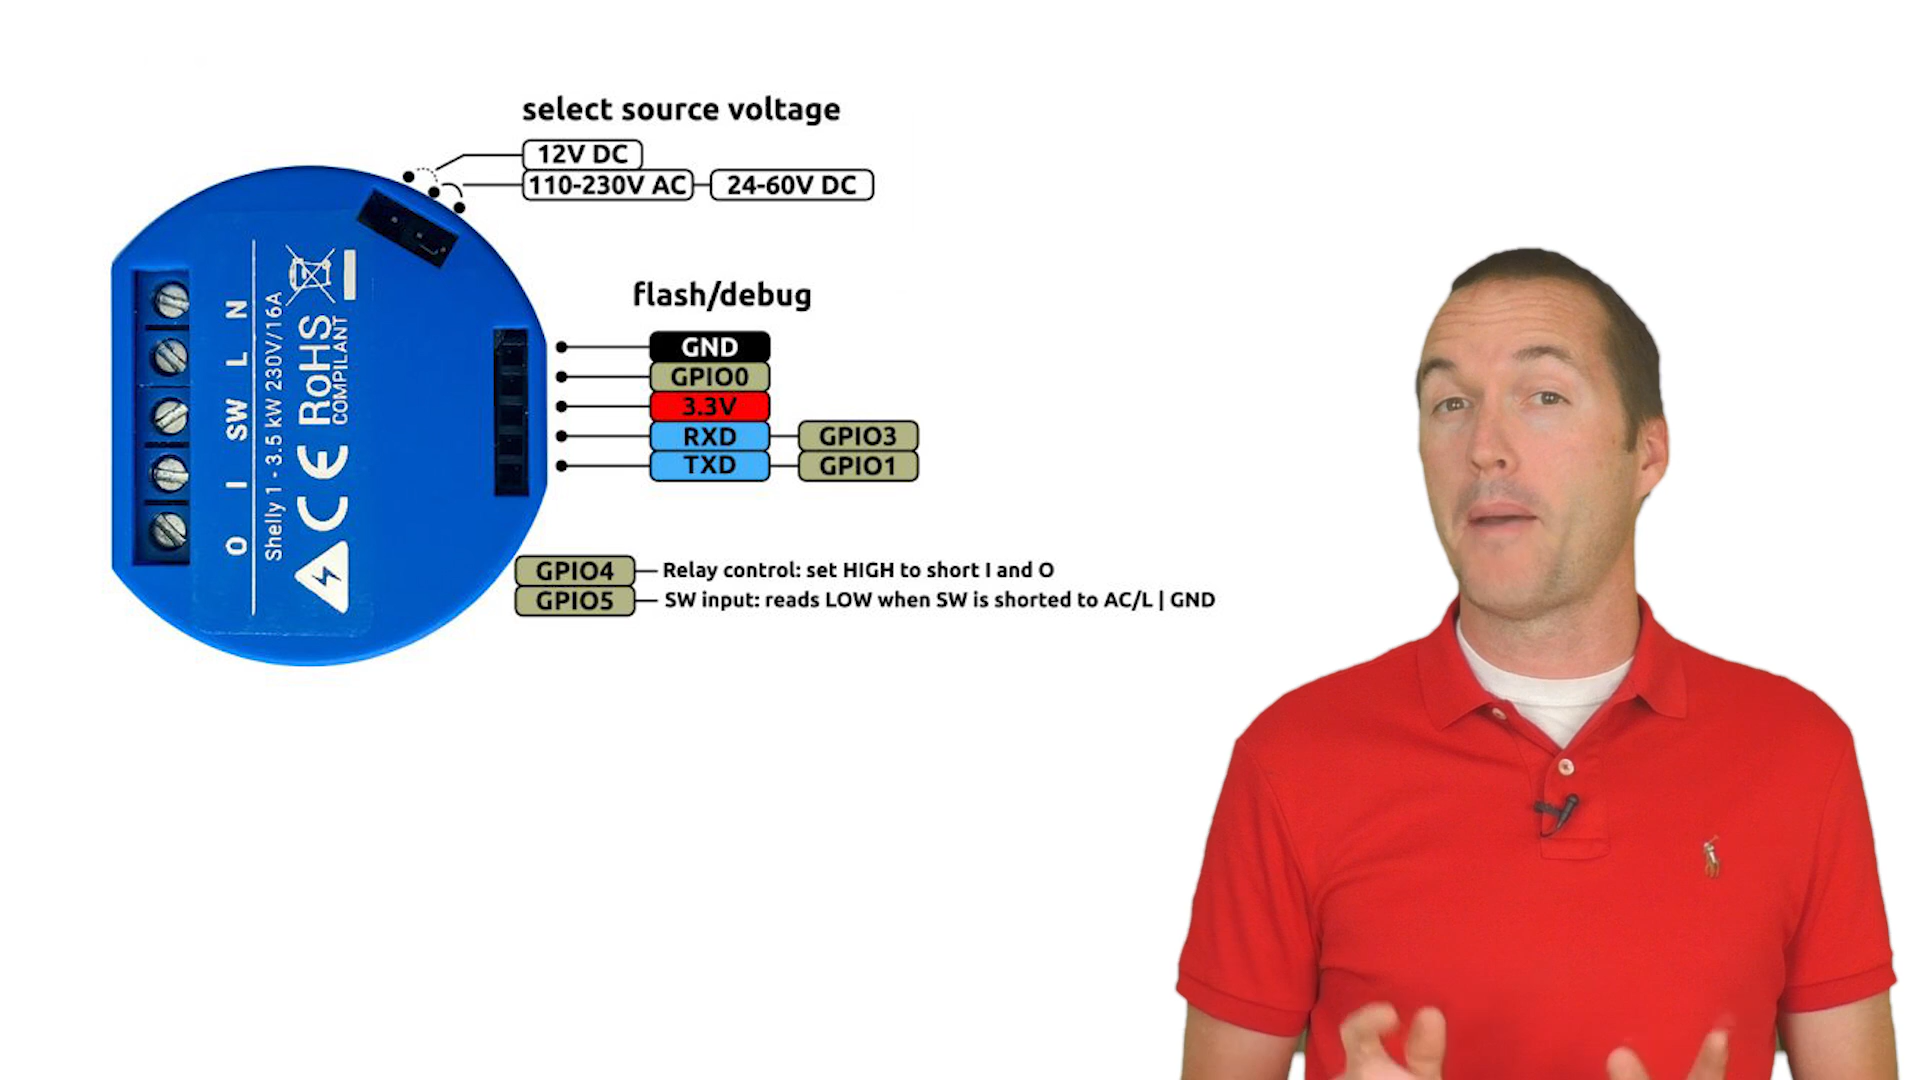 select source voltage
12V DC
110-230V AC 24-60V DC
flash/debug
GND
GPIO0
3.3V
RXD GPIO3
TXD GPIO1
GPIO4 Relay control: set HIGH to short I and O
GPIO5 SW input: reads LOW when SW is shorted to AC/L | GND
O I SW L N
Shelly 1 - 3.5 kW 230V/16A
CE RoHS
COMPILANT